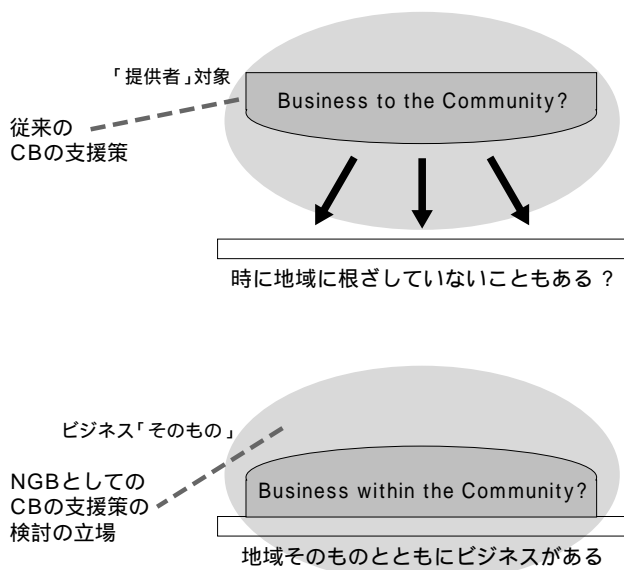 「提供者」対象
Business to the Community?
従来の
CBの支援策
時に地域に根ざしていないこともある？
ビジネス「そのもの」
NGBとしての
CBの支援策の
検討の立場
Business within the Community?
地域そのものとともにビジネスがある